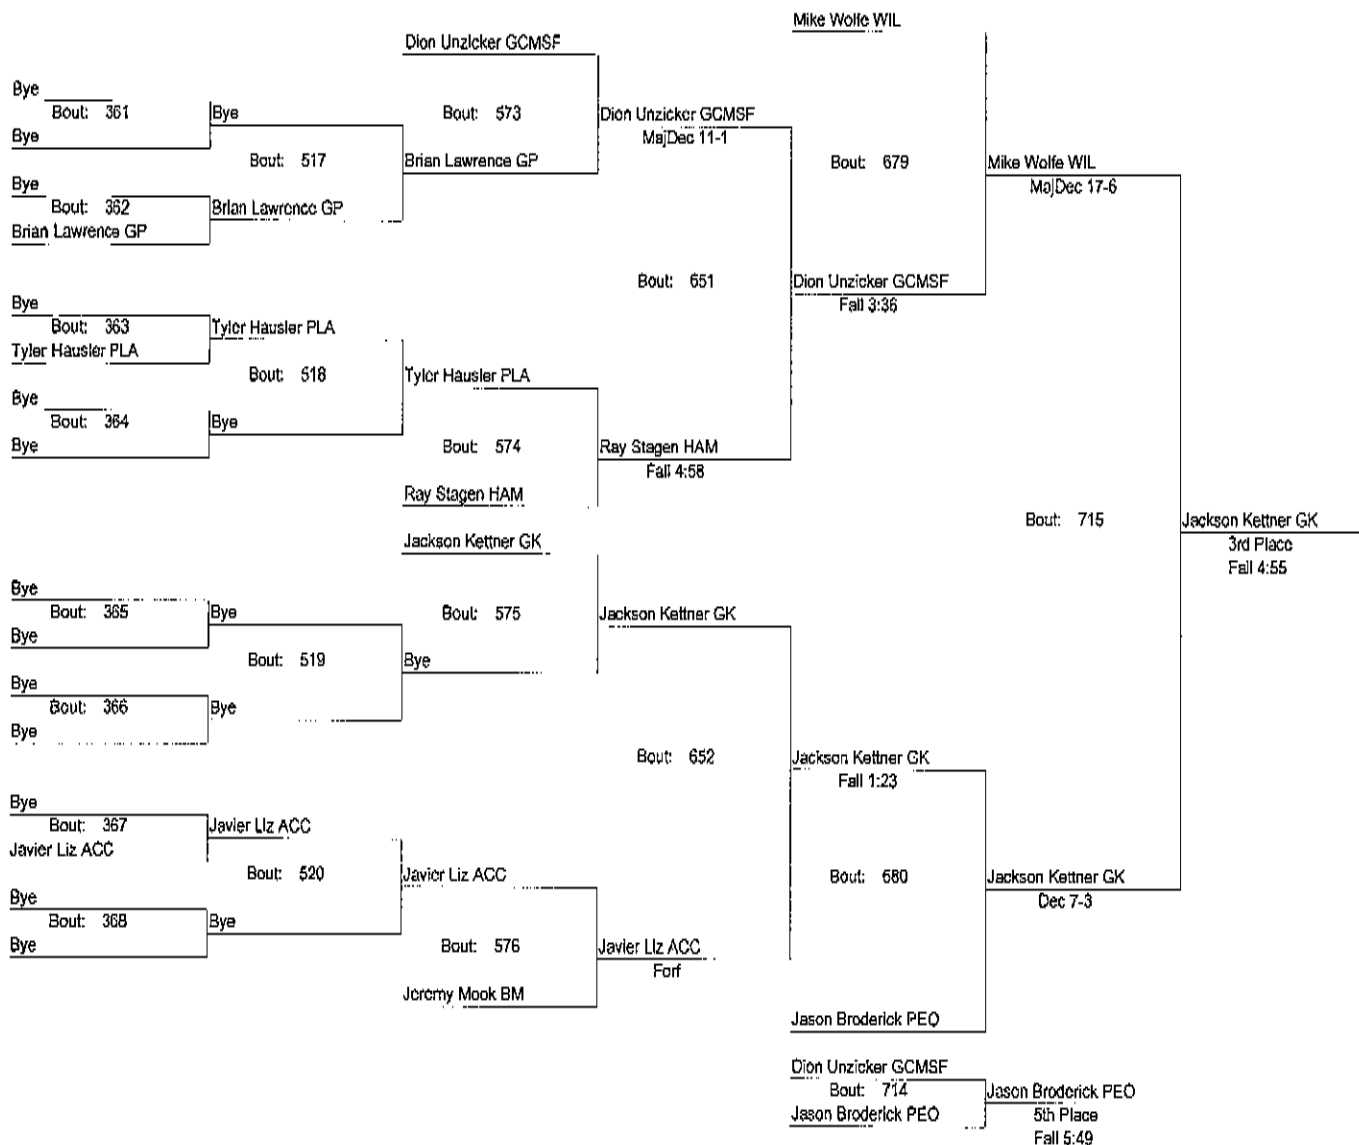 Mike Wolfe WIL
Dion Unzicker GCMSF
Bye
Bout: 361
Bye
Bye
Bout: 573
Dion Unzicker GCMSF
MajDec 11-1
Bout: 517
Brian Lawrence GP
Bout: 679
Mike Wolfe WIL
MajDec 17-6
Bye
Bout: 362
Brian Lawrence GP
Brian Lawrence GP
Bout: 651
Dion Unzicker GCMSF
Fall 3:36
Bye
Bout: 363
Tyler Hausler PLA
Tyler Hausler PLA
Bout: 518
Tyler Hausler PLA
Bye
Bout: 364
Bye
Bye
Bout: 574
Ray Stagen HAM
Fall 4:58
Ray Stagen HAM
Bout: 715
Jackson Kettner GK
3rd Place
Fall 4:55
Jackson Kettner GK
Bye
Bout: 365
Bye
Bye
Bout: 575
Jackson Kettner GK
Bout: 519
Bye
Bye
Bout: 366
Bye
Bye
Bout: 652
Jackson Kettner GK
Fall 1:23
Bye
Bout: 367
Javier Liz ACC
Javier Liz ACC
Bout: 520
Javier Liz ACC
Bout: 680
Jackson Kettner GK
Dec 7-3
Bye
Bout: 368
Bye
Bye
Bout: 576
Javier Liz ACC
Forf
Jeremy Mook BM
Jason Broderick PEO
Dion Unzicker GCMSF
Bout: 714
Jason Broderick PEO
Jason Broderick PEO
5th Place
Fall 5:49